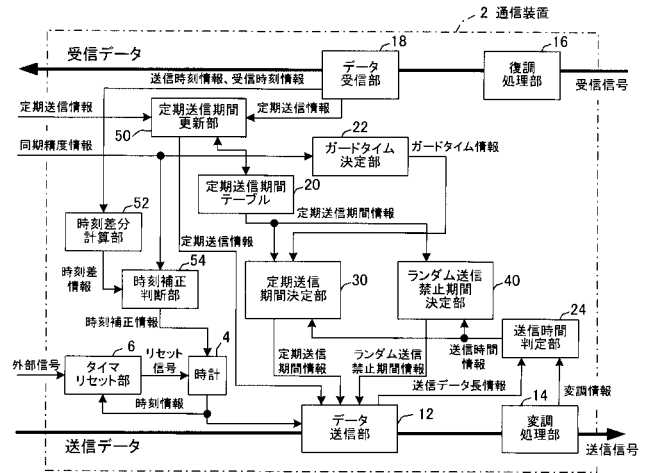 2 通信装置
受信データ
18
データ
受信部
16
復調
処理部
受信信号
送信時刻情報、受信時刻情報
定期送信情報
定期送信期間
更新部
50
定期送信情報
22
ガードタイム
決定部
ガードタイム情報
同期精度情報
定期送信期間
テーブル
20
定期送信期間情報
52
時刻差分
計算部
定期送信情報
54
時刻差
情報
時刻補正
判断部
定期送信
期間決定部
30
ランダム送信
禁止期間
決定部
40
24
送信時間
判定部
時刻補正情報
4
送信時間
情報
外部信号
6
タイマ
リセット部
リセット
信号
時計
定期送信
期間情報
ランダム送信
禁止期間情報
時刻情報
送信データ長情報
変調情報
データ
送信部
12
14
変調
処理部
送信データ
送信信号